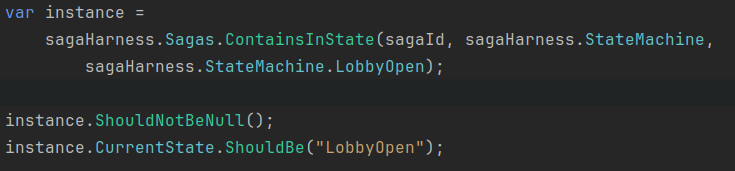 var instance =
    sagaHarness.Sagas.ContainsInState(sagaId, sagaHarness.StateMachine,
        sagaHarness.StateMachine.LobbyOpen);
instance.ShouldNotBeNull();
instance.CurrentState.ShouldBe("LobbyOpen");